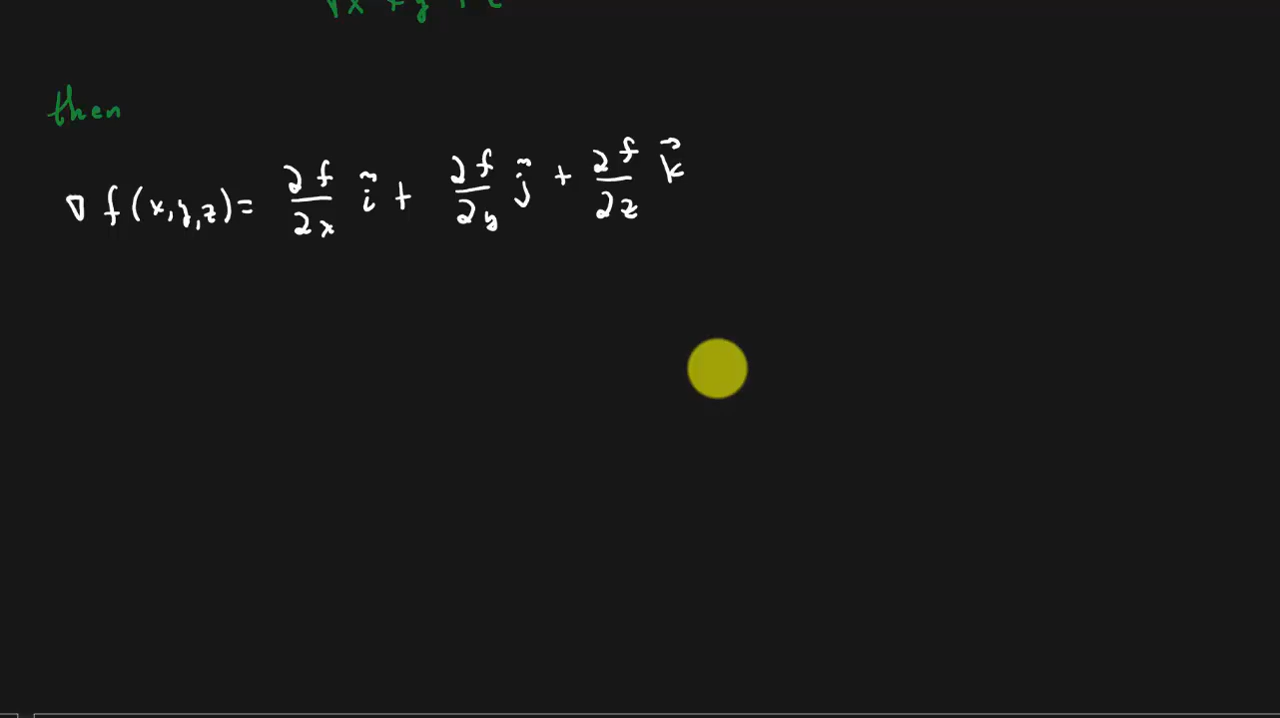 then
∇ f(x,y,z) = ∂f/∂x i⃗ + ∂f/∂y j⃗ + ∂f/∂z k⃗